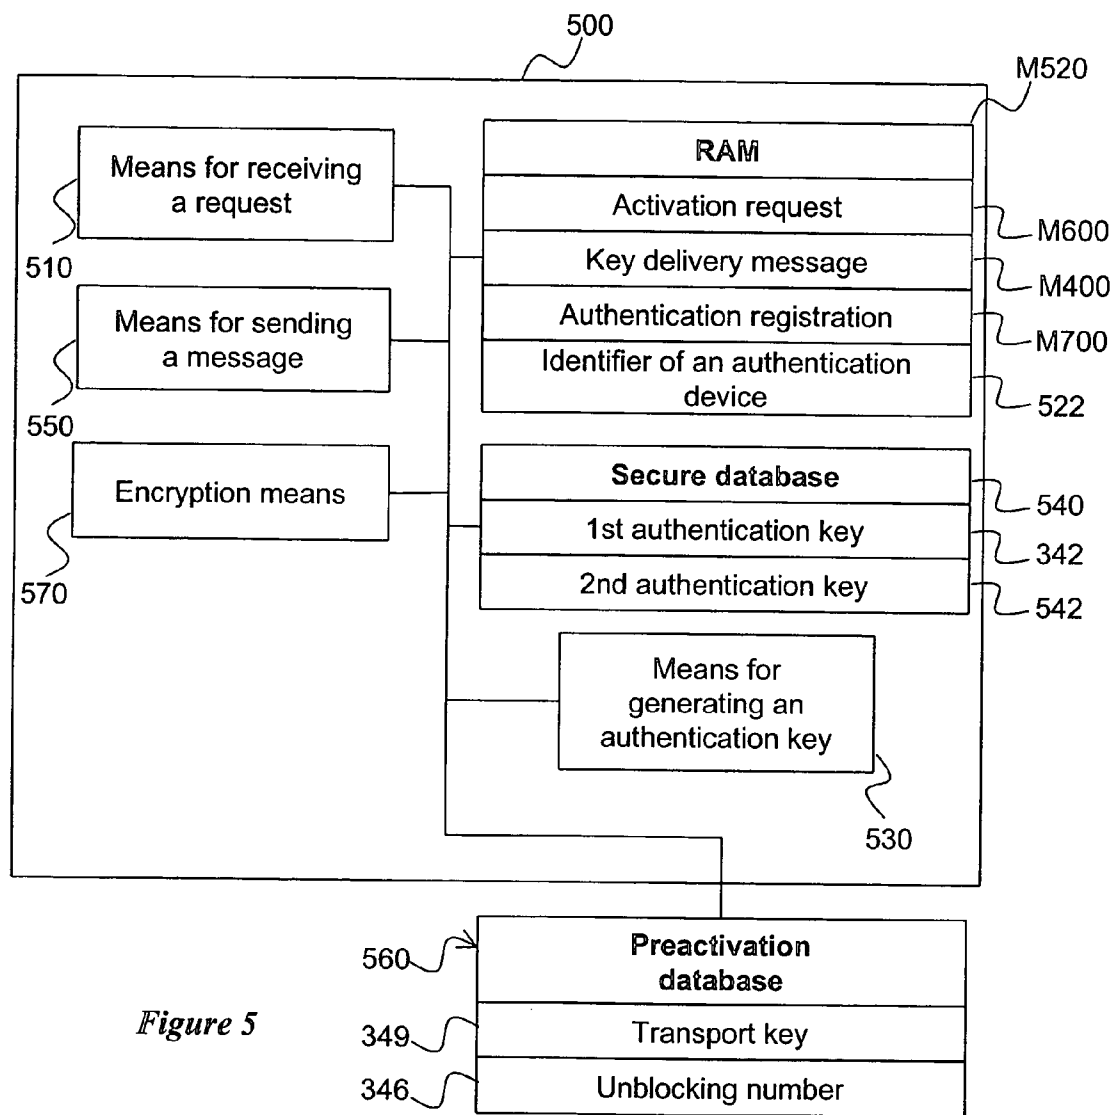 500
M520
Means for receiving
a request
510
RAM
Activation request
M600
Key delivery message
M400
Means for sending
a message
550
Authentication registration
M700
Identifier of an authentication
device
522
Encryption means
570
Secure database
540
1st authentication key
342
2nd authentication key
542
Means for
generating an
authentication key
530
560
Preactivation
database
349
Transport key
346
Unblocking number
Figure 5